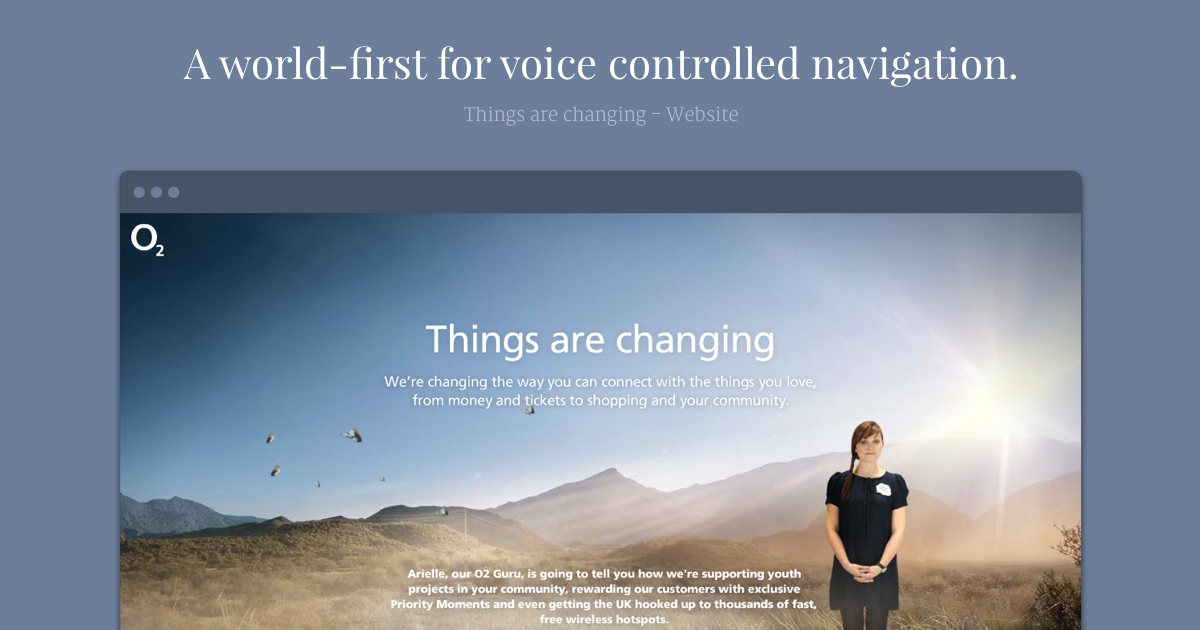 A world-first for voice controlled navigation.
Things are changing – Website
O2
Things are changing
We're changing the way you can connect with the things you love,
from money and tickets to shopping and your community.
Arielle, our O2 Guru, is going to tell you how we're supporting youth
projects in your community, rewarding our customers with exclusive
Priority Moments and even getting the UK hooked up to thousands of fast,
free wireless hotspots.